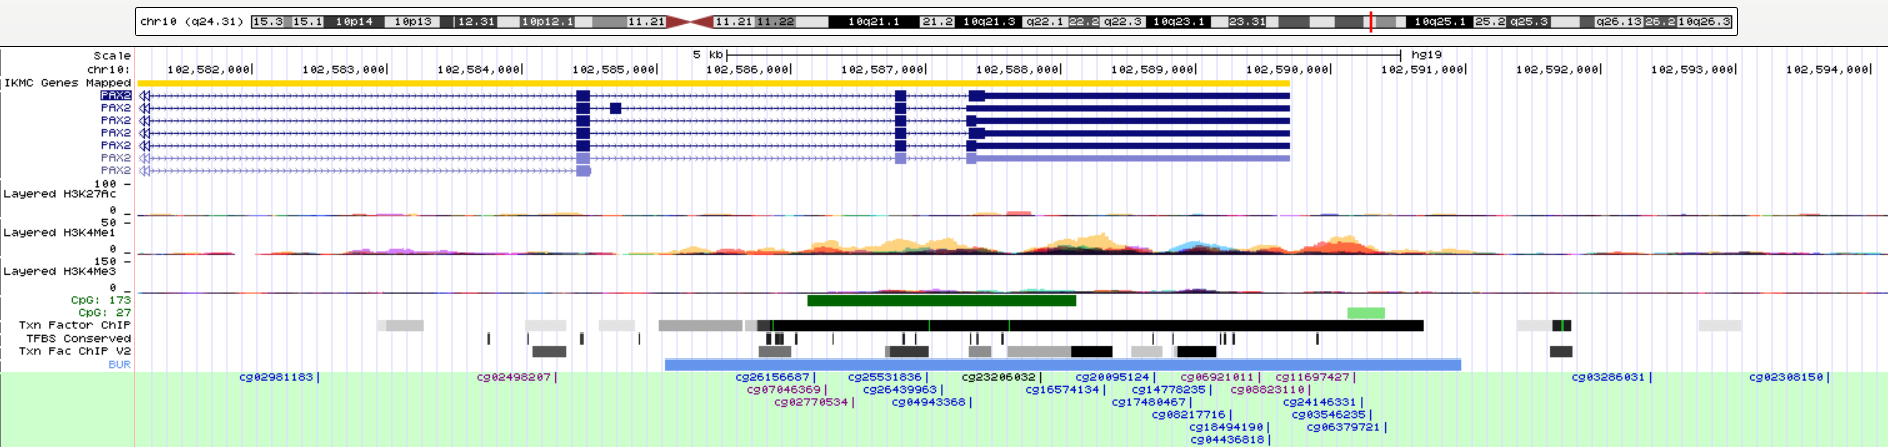 chr10 (q24.31) 15.3 15.1 10p14 10p13 12.31 10p12.1 11.21 11.21 11.22 10q21.1 21.2 10q21.3 q22.1 22.2 q22.3 10q23.1 23.31 10q25.1 25.2 q25.3 q26.13 26.2 10q26.3
Scale 5 kb hg19
chr10: 102,582,000 102,583,000 102,584,000 102,585,000 102,586,000 102,587,000 102,588,000 102,589,000 102,590,000 102,591,000 102,592,000 102,593,000 102,594,000
IKMC Genes Mapped
PAX2
PAX2
PAX2
PAX2
PAX2
PAX2
PAX2
100 -
Layered H3K27Ac
0 -
50 -
Layered H3K4Me1
0 -
150 -
Layered H3K4Me3
0 -
CpG: 173
CpG: 27
Txn Factor ChIP
TFBS Conserved
Txn Fac ChIP V2
BUR
cg02981183 cg02498207 cg26156687 cg25531836 cg23206032 cg20095124 cg06921011 cg11697427 cg03286031 cg02308150
cg07046369 cg26439963 cg16574134 cg14778235 cg08823110
cg02770534 cg04943368 cg17480467 cg24146331
cg08217716 cg03546235
cg18494190 cg06379721
cg04436818